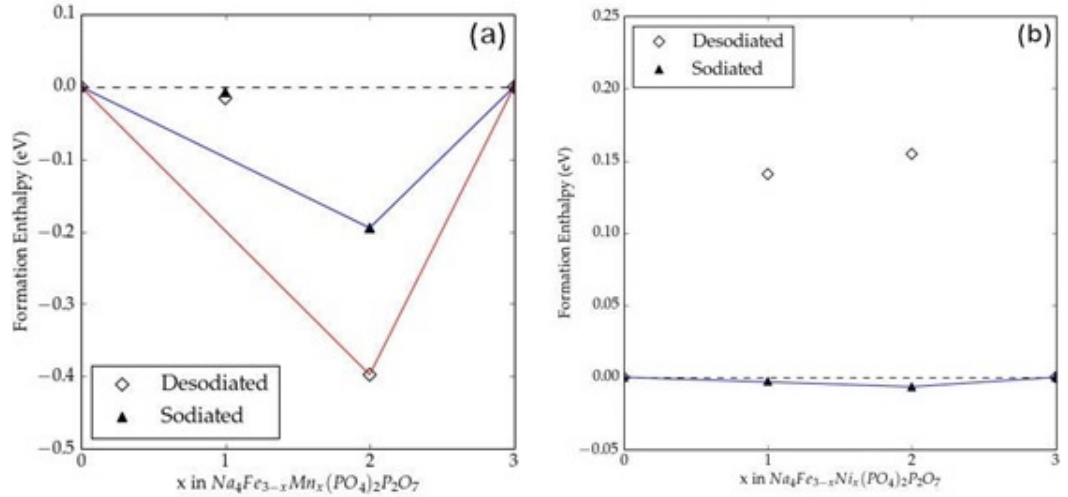 (a)
0.1
0.0
−0.1
−0.2
−0.3
−0.4
−0.5
Formation Enthalpy (eV)
Desodiated
Sodiated
0 1 2 3
x in Na₄Fe₃₋ₓMnₓ(PO₄)₂P₂O₇
(b)
0.25
0.20
0.15
0.10
0.05
0.00
−0.05
Formation Enthalpy (eV)
Desodiated
Sodiated
0 1 2 3
x in Na₄Fe₃₋ₓNiₓ(PO₄)₂P₂O₇